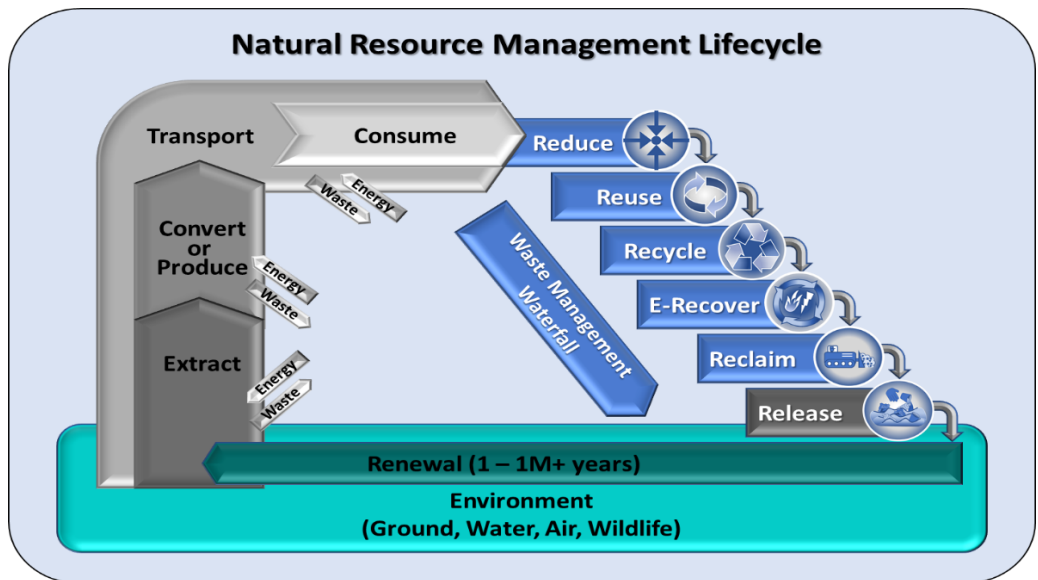 Natural Resource Management Lifecycle
Transport
Consume
Reduce
Reuse
Recycle
E-Recover
Reclaim
Release
Energy
Waste
Convert
or
Produce
Energy
Waste
Extract
Energy
Waste
Waste Management
Waterfall
Renewal (1 – 1M+ years)
Environment
(Ground, Water, Air, Wildlife)